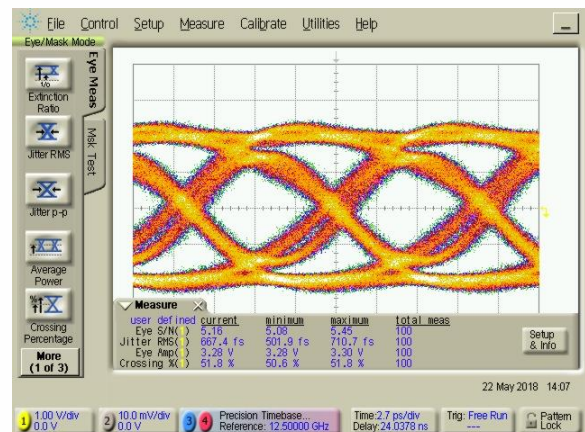 File Control Setup Measure Calibrate Utilities Help
Eye/Mask Mode
Eye Meas
Msk Test
Extinction
Ratio
Jitter RMS
Jitter p-p
Average
Power
Crossing
Percentage
More
(1 of 3)
Measure
user defined current minimum maximum total meas
Eye S/N( ) 5.16 5.08 5.45 100
Jitter RMS( ) 667.4 fs 501.9 fs 710.7 fs 100
Eye Amp( ) 3.28 V 3.28 V 3.30 V 100
Crossing %( ) 51.8 % 50.6 % 51.8 % 100
Setup
& Info
22 May 2018 14:07
1 1.00 V/div
0.0 V
2 10.0 mV/div
0.0 V
3 4 Precision Timebase...
Reference: 12.50000 GHz
Time:2.7 ps/div
Delay:24.0378 ns
Trig: Free Run
---
Pattern
Lock